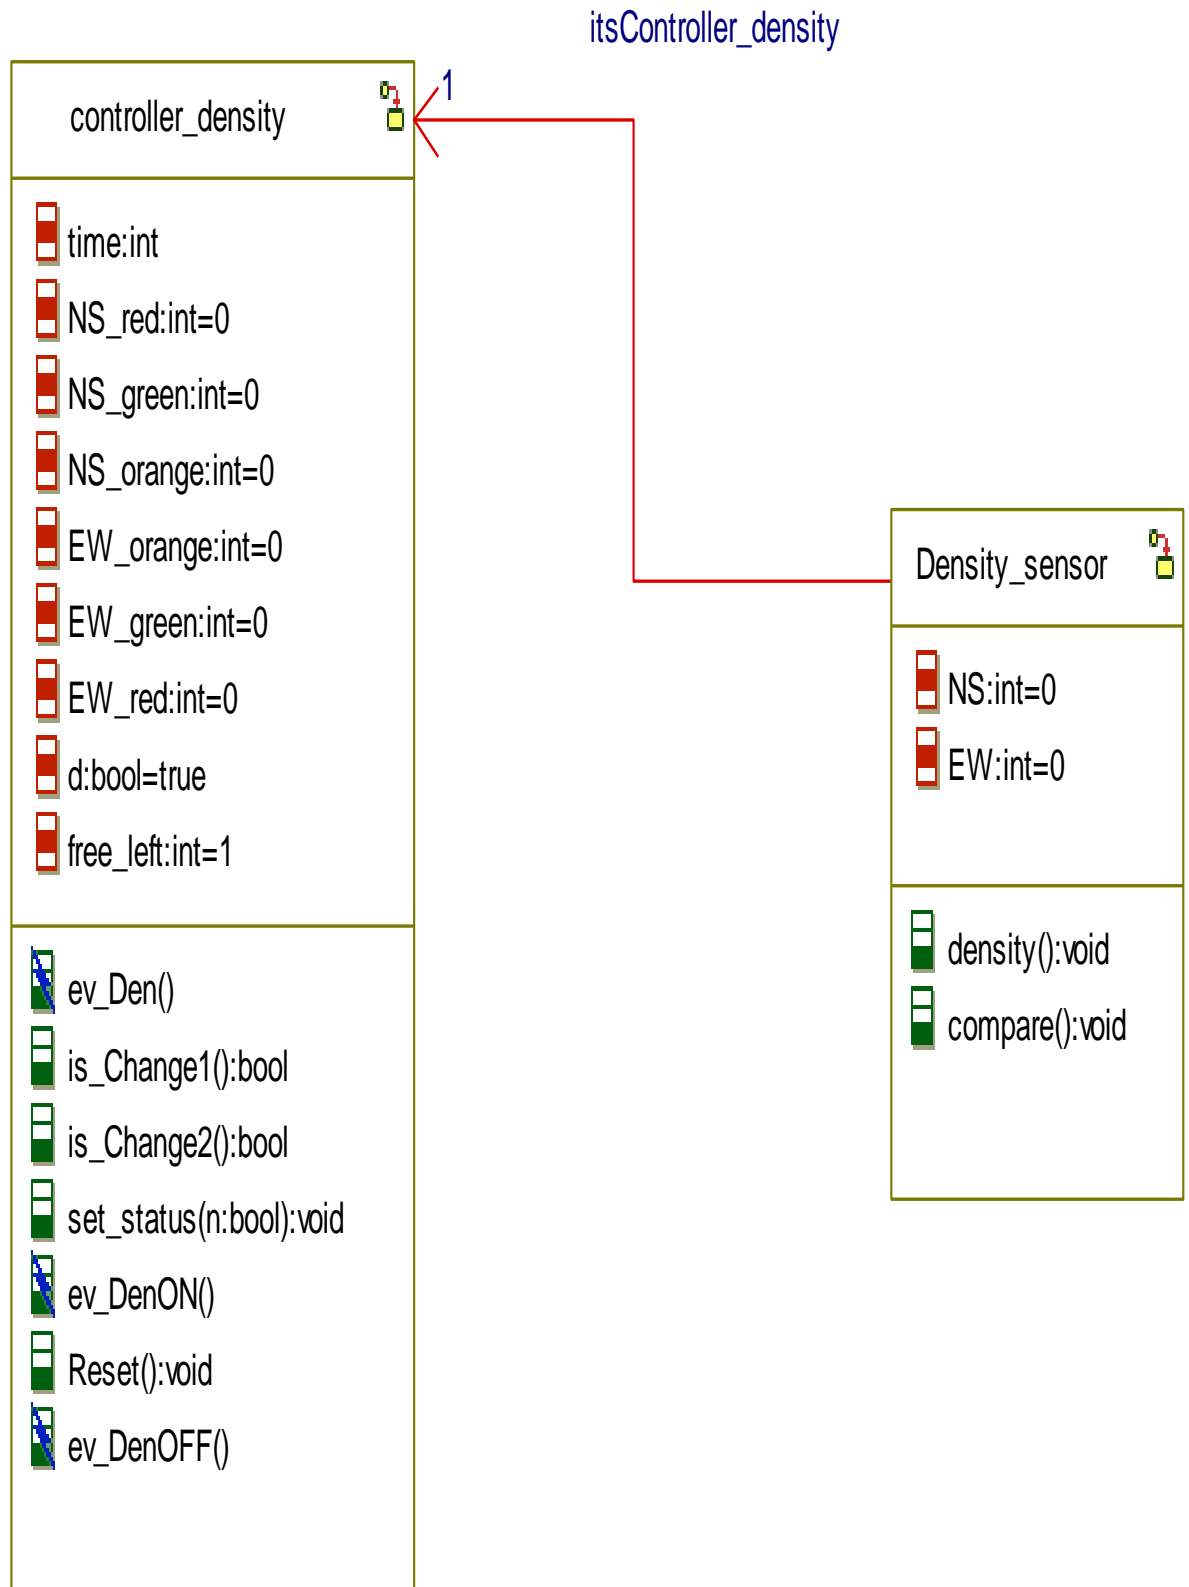 itsController_density
1
controller_density
time:int
NS_red:int=0
NS_green:int=0
NS_orange:int=0
EW_orange:int=0
EW_green:int=0
EW_red:int=0
d:bool=true
free_left:int=1
ev_Den()
is_Change1():bool
is_Change2():bool
set_status(n:bool):void
ev_DenON()
Reset():void
ev_DenOFF()
Density_sensor
NS:int=0
EW:int=0
density():void
compare():void